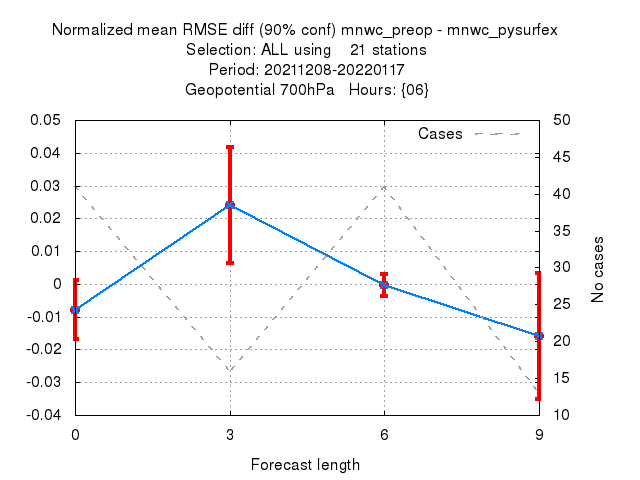 Normalized mean RMSE diff (90% conf) mnwc_preop - mnwc_pysurfex
Selection: ALL using    21 stations
Period: 20211208-20220117
Geopotential 700hPa   Hours: {06}
Cases
0.05
0.04
0.03
0.02
0.01
0
-0.01
-0.02
-0.03
-0.04
50
45
40
35
30
25
20
15
10
No cases
0 3 6 9
Forecast length